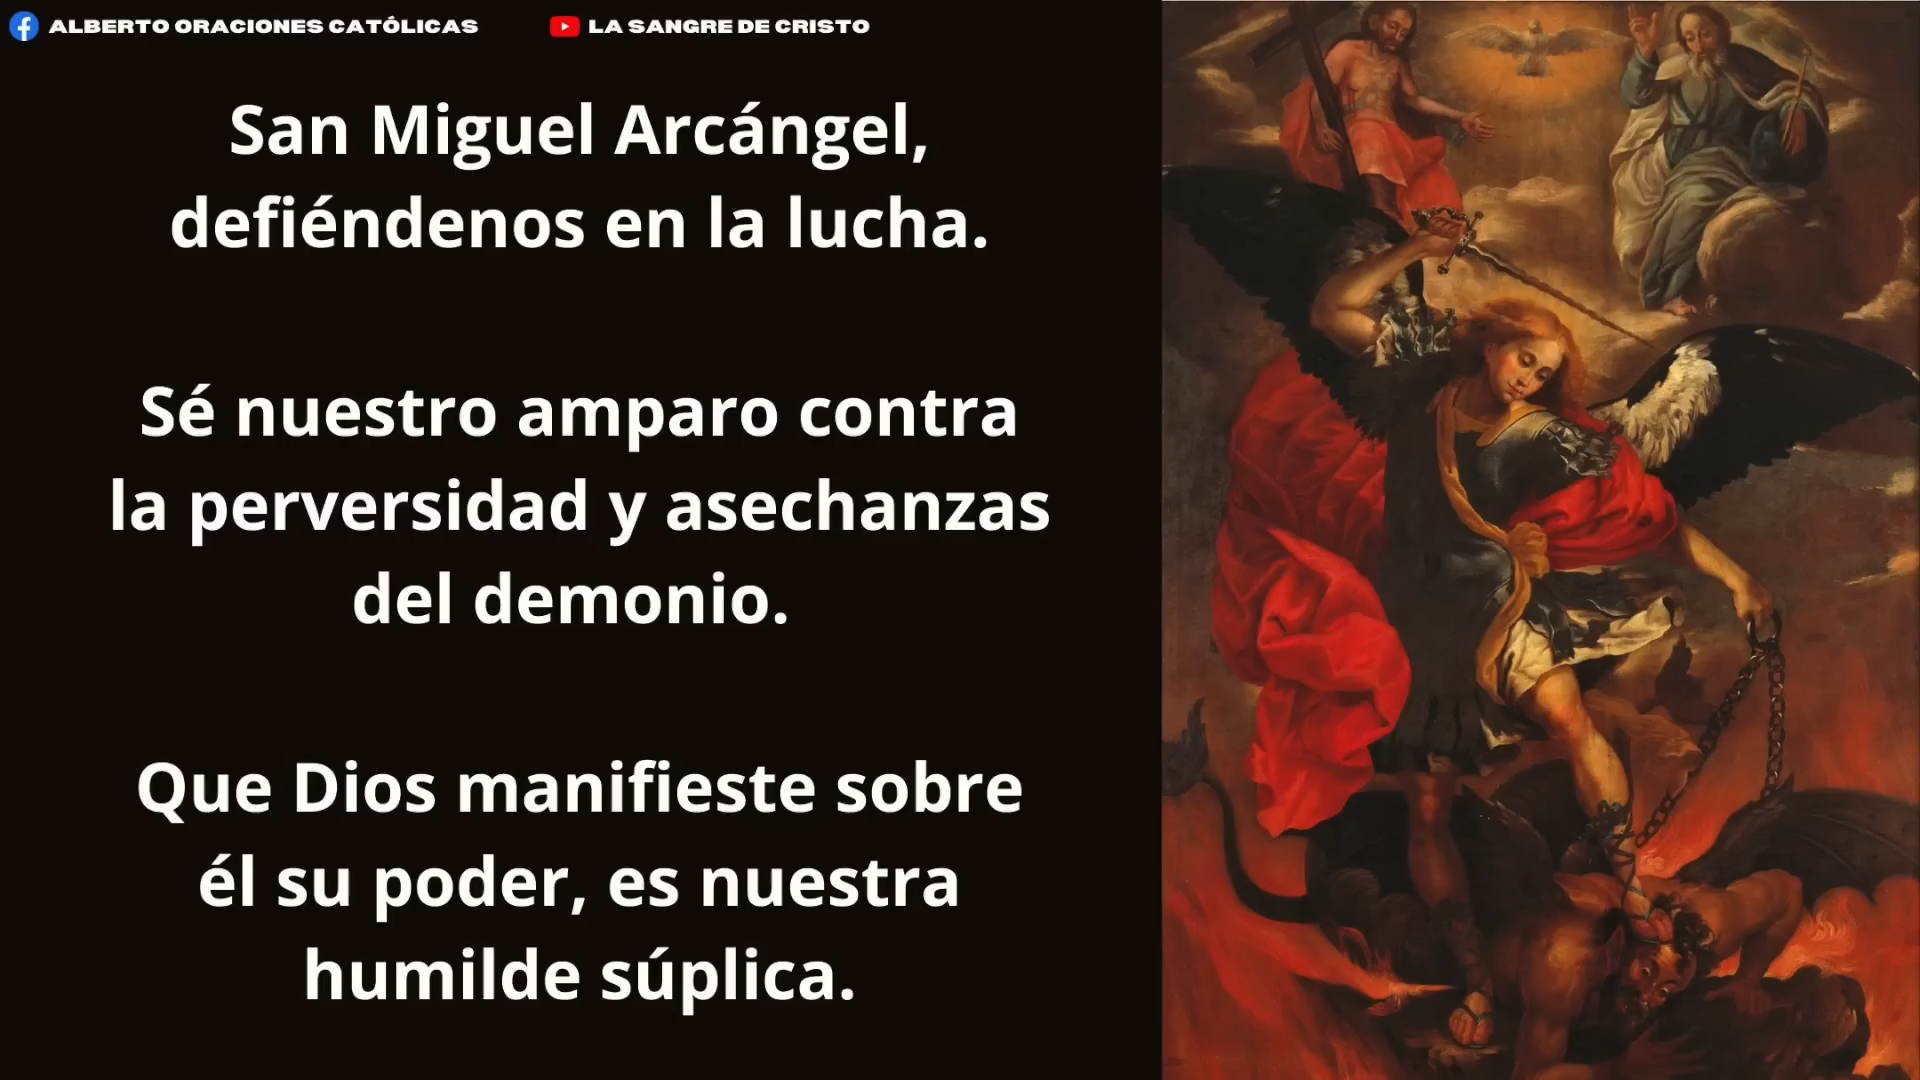 ALBERTO ORACIONES CATÓLICAS
LA SANGRE DE CRISTO
San Miguel Arcángel,
defiéndenos en la lucha.
Sé nuestro amparo contra
la perversidad y asechanzas
del demonio.
Que Dios manifieste sobre
él su poder, es nuestra
humilde súplica.